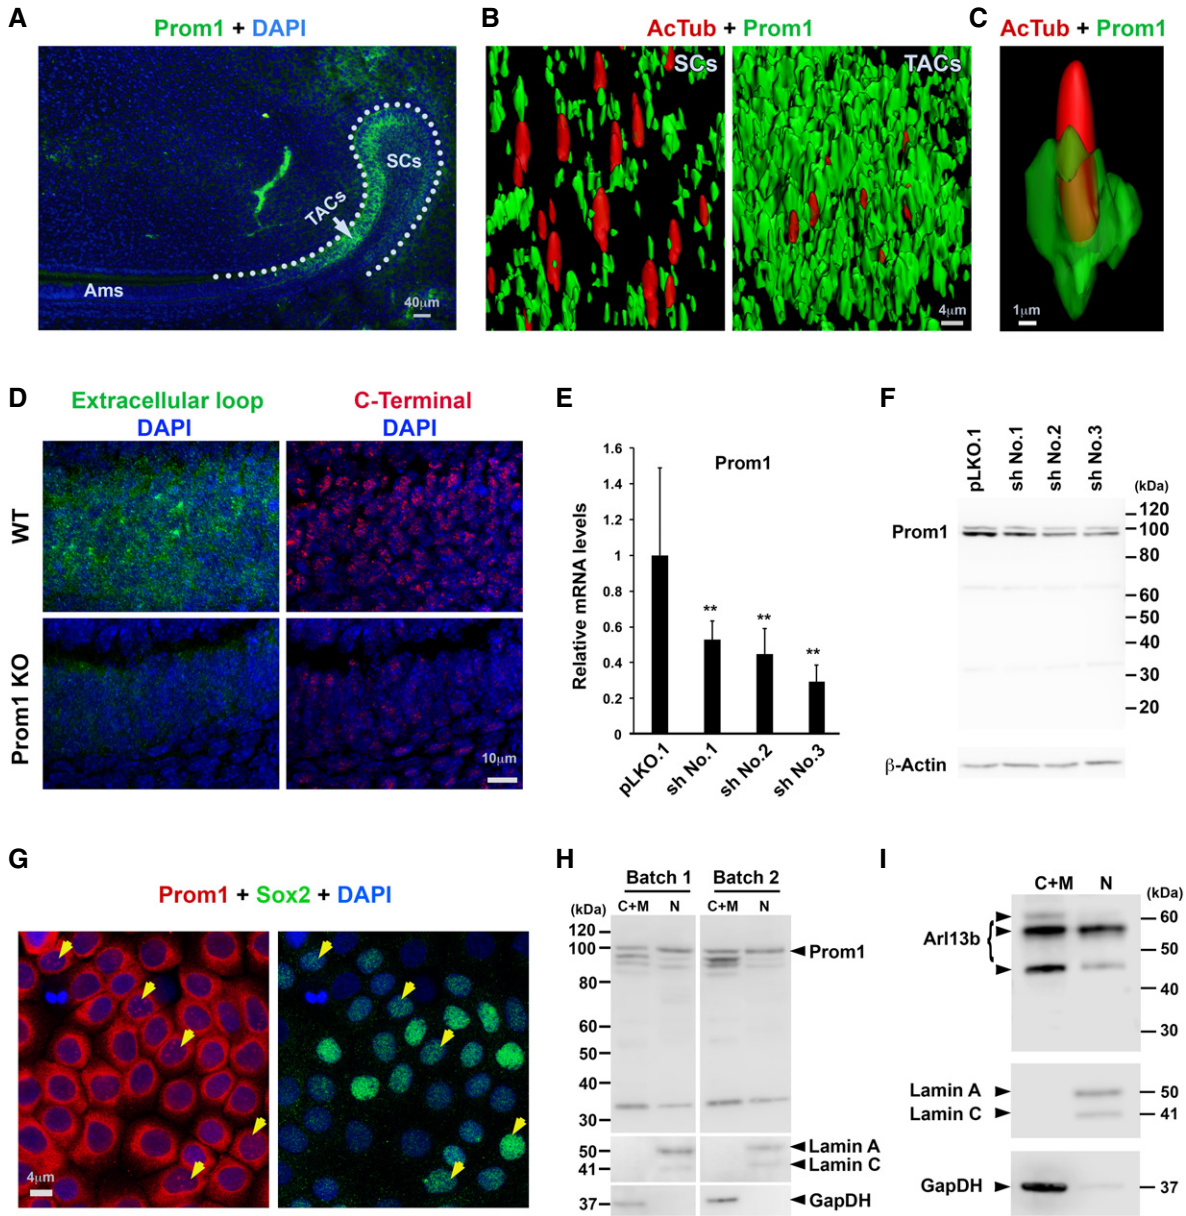 A
Prom1 + DAPI
SCs
TACs
Ams
40μm
B
AcTub + Prom1
SCs
TACs
4μm
C
AcTub + Prom1
1μm
D
Extracellular loop
DAPI
C-Terminal
DAPI
WT
Prom1 KO
10μm
E
Prom1
Relative mRNA levels
1.6
1.4
1.2
1
0.8
0.6
0.4
0.2
0
**
**
**
pLKO.1
sh No.1
sh No.2
sh No.3
F
pLKO.1
sh No.1
sh No.2
sh No.3
(kDa)
Prom1
120
100
80
60
50
40
30
20
β-Actin
G
Prom1 + Sox2 + DAPI
4μm
H
Batch 1
Batch 2
(kDa)
C+M
N
C+M
N
120
100
80
60
50
40
30
Prom1
50
41
Lamin A
Lamin C
37
GapDH
I
C+M
N
(kDa)
Arl13b
60
50
40
30
Lamin A
Lamin C
50
41
GapDH
37